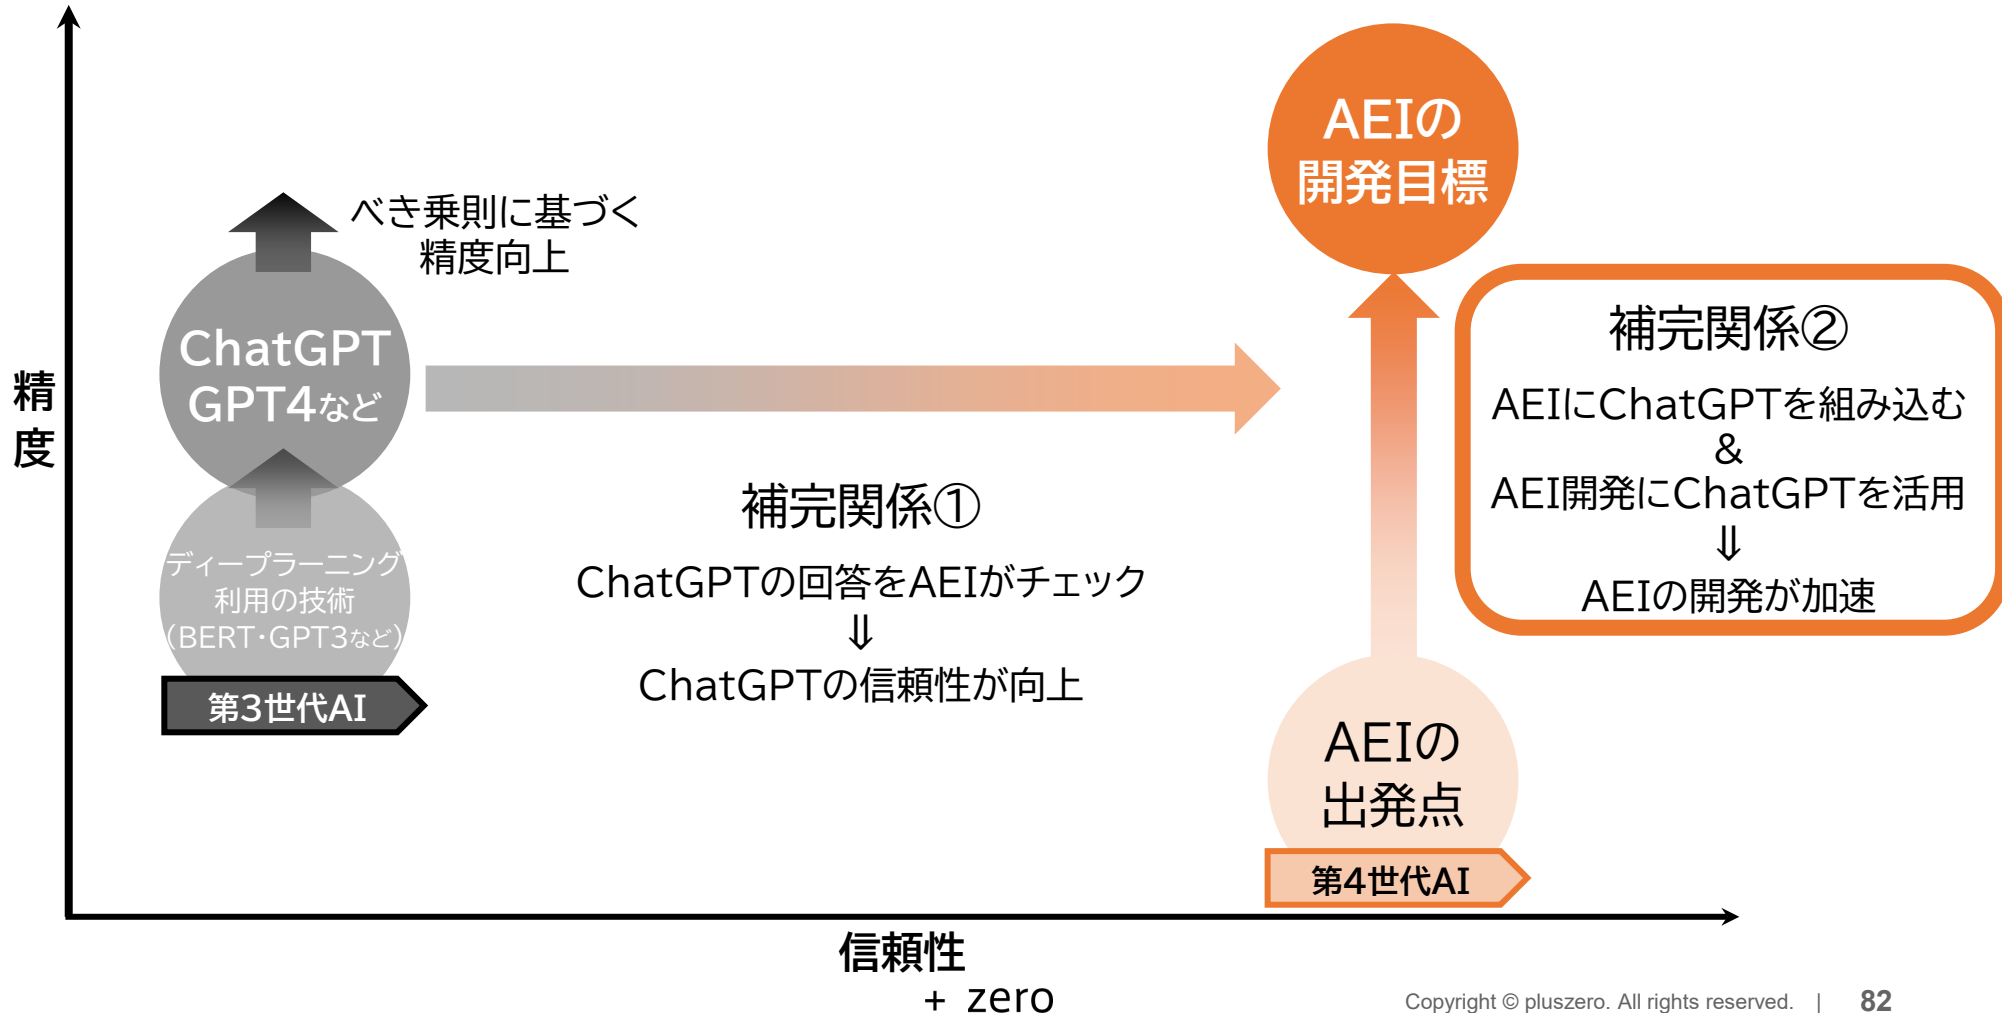 精度
べき乗則に基づく
精度向上
ChatGPT
GPT4など
ディープラーニング
利用の技術
（BERT・GPT3など）
第3世代AI
補完関係①
ChatGPTの回答をAEIがチェック
⇓
ChatGPTの信頼性が向上
AEIの
開発目標
補完関係②
AEIにChatGPTを組み込む
&
AEI開発にChatGPTを活用
⇓
AEIの開発が加速
AEIの
出発点
第4世代AI
信頼性
+ zero
Copyright © pluszero. All rights reserved. | 82